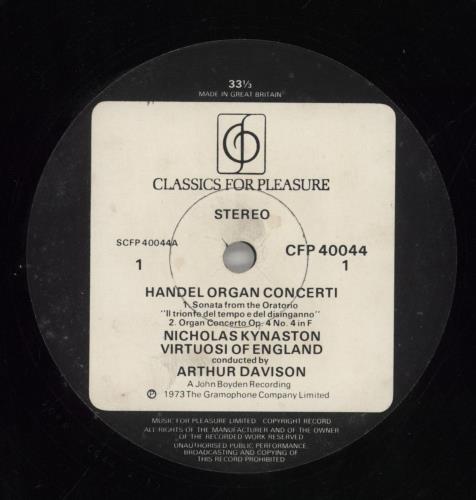 33⅓
MADE IN GREAT BRITAIN
CLASSICS FOR PLEASURE
STEREO
SCFP 40044A
CFP 40044
1
1
HANDEL ORGAN CONCERTI
1. Sonata from the Oratorio
"Il trionfo del tempo e del disinganno"
2. Organ Concerto Op. 4 No. 4 in F
NICHOLAS KYNASTON
VIRTUOSI OF ENGLAND
conducted by
ARTHUR DAVISON
A John Boyden Recording
Ⓟ 1973 The Gramophone Company Limited
MUSIC FOR PLEASURE LIMITED COPYRIGHT RECORD
ALL RIGHTS OF THE MANUFACTURER AND OF THE OWNER
OF THE RECORDED WORK RESERVED
UNAUTHORISED PUBLIC PERFORMANCE,
BROADCASTING AND COPYING OF
THIS RECORD PROHIBITED